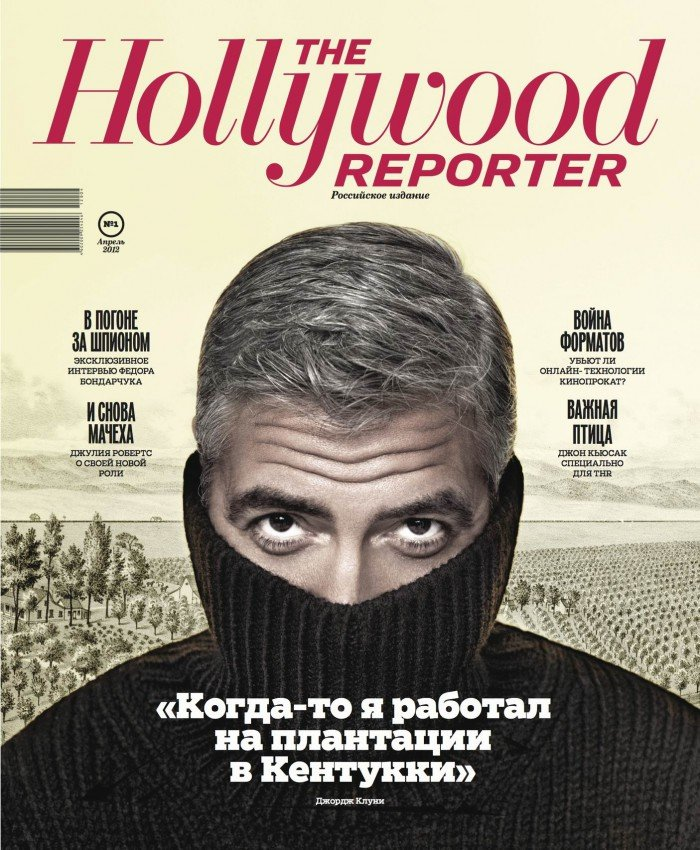 THE
Hollywood
REPORTER
Российское издание
№1
Апрель
2012
В ПОГОНЕ
ЗА ШПИОНОМ
ЭКСКЛЮЗИВНОЕ
ИНТЕРВЬЮ ФЕДОРА
БОНДАРЧУКА
И СНОВА
МАЧЕХА
ДЖУЛИЯ РОБЕРТС
О СВОЕЙ НОВОЙ
РОЛИ
ВОЙНА
ФОРМАТОВ
УБЬЮТ ЛИ
ОНЛАЙН- ТЕХНОЛОГИИ
КИНОПРОКАТ?
ВАЖНАЯ
ПТИЦА
ДЖОН КЬЮСАК
СПЕЦИАЛЬНО
ДЛЯ THR
«Когда-то я работал
на плантации
в Кентукки»
Джордж Клуни